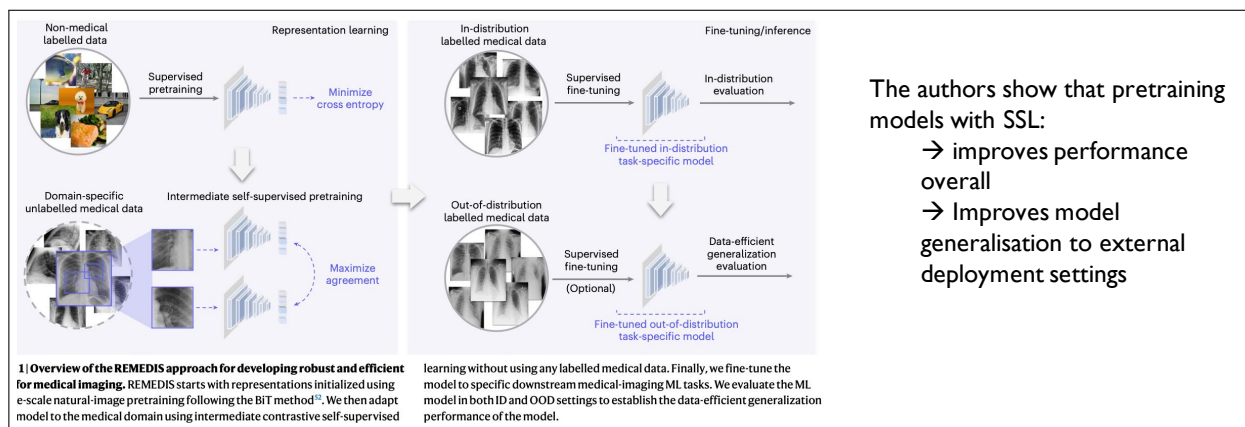 Non-medical
labelled data
Representation learning
Supervised
pretraining
Minimize
cross entropy
Domain-specific
unlabelled medical data
Intermediate self-supervised pretraining
Maximize
agreement
In-distribution
labelled medical data
Fine-tuning/inference
Supervised
fine-tuning
In-distribution
evaluation
Fine-tuned in-distribution
task-specific model
Out-of-distribution
labelled medical data
Supervised
fine-tuning
(Optional)
Data-efficient
generalization
evaluation
Fine-tuned out-of-distribution
task-specific model
1 | Overview of the REMEDIS approach for developing robust and efficient
for medical imaging. REMEDIS starts with representations initialized using
e-scale natural-image pretraining following the BiT method52. We then adapt
model to the medical domain using intermediate contrastive self-supervised
learning without using any labelled medical data. Finally, we fine-tune the
model to specific downstream medical-imaging ML tasks. We evaluate the ML
model in both ID and OOD settings to establish the data-efficient generalization
performance of the model.
The authors show that pretraining
models with SSL:
→ improves performance
overall
→ Improves model
generalisation to external
deployment settings